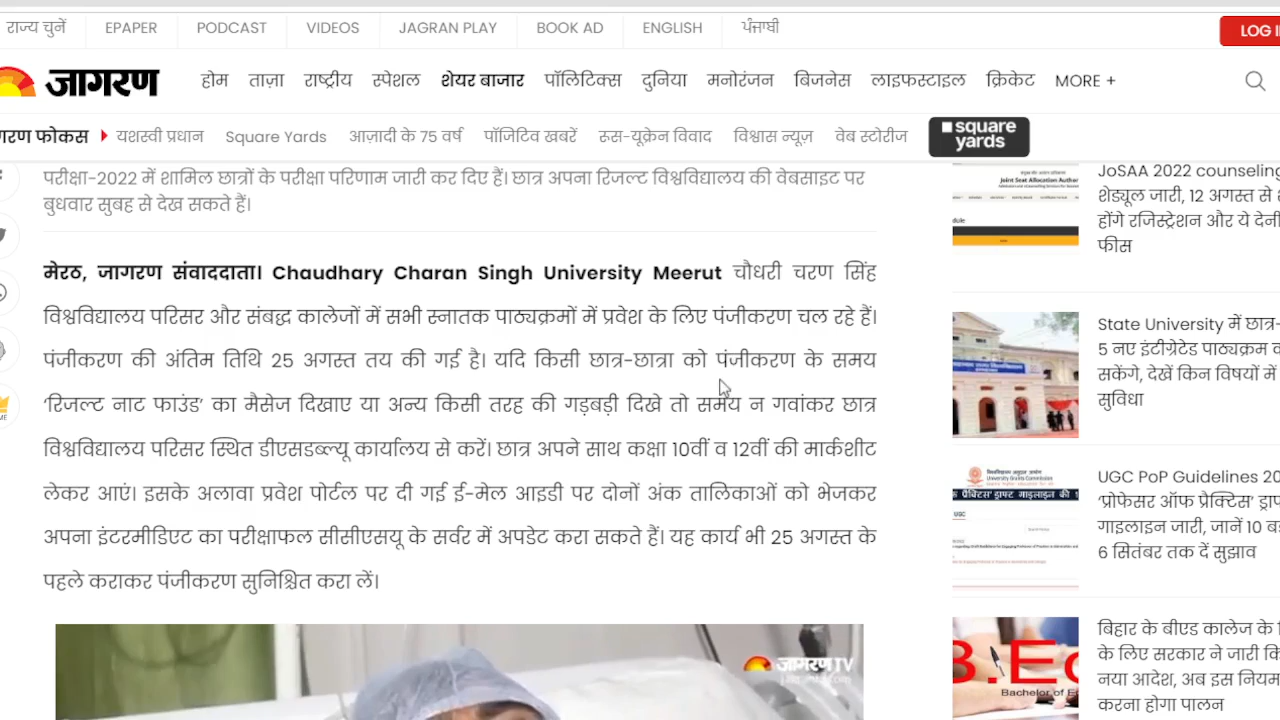 राज्य चुनें EPAPER PODCAST VIDEOS JAGRAN PLAY BOOK AD ENGLISH ਪੰਜਾਬੀ LOG
जागरण होम ताज़ा राष्ट्रीय स्पेशल शेयर बाजार पॉलिटिक्स दुनिया मनोरंजन बिजनेस लाइफस्टाइल क्रिकेट MORE +
फोकस यशस्वी प्रधान Square Yards आज़ादी के 75 वर्ष पॉजिटिव खबरें रूस-यूक्रेन विवाद विश्वास न्यूज़ वेब स्टोरीज square
yards
परीक्षा-2022 में शामिल छात्रों के परीक्षा परिणाम जारी कर दिए हैं। छात्र अपना रिजल्ट विश्वविद्यालय की वेबसाइट पर
बुधवार सुबह से देख सकते हैं।
मेरठ, जागरण संवाददाता। Chaudhary Charan Singh University Meerut चौधरी चरण सिंह
विश्वविद्यालय परिसर और संबद्ध कालेजों में सभी स्नातक पाठ्यक्रमों में प्रवेश के लिए पंजीकरण चल रहे हैं।
पंजीकरण की अंतिम तिथि 25 अगस्त तय की गई है। यदि किसी छात्र-छात्रा को पंजीकरण के समय
‘रिजल्ट नाट फाउंड’ का मैसेज दिखाए या अन्य किसी तरह की गड़बड़ी दिखे तो समय न गवांकर छात्र
विश्वविद्यालय परिसर स्थित डीएसडब्ल्यू कार्यालय से करें। छात्र अपने साथ कक्षा 10वीं व 12वीं की मार्कशीट
लेकर आएं। इसके अलावा प्रवेश पोर्टल पर दी गई ई-मेल आइडी पर दोनों अंक तालिकाओं को भेजकर
अपना इंटरमीडिएट का परीक्षाफल सीसीएसयू के सर्वर में अपडेट करा सकते हैं। यह कार्य भी 25 अगस्त के
पहले कराकर पंजीकरण सुनिश्चित करा लें।
जागरण TV
Joint Seat Allocation
JoSAA 2022 counseling
शेड्यूल जारी, 12 अगस्त से
होंगे रजिस्ट्रेशन और ये देनी
फीस
State University में छात्र-
5 नए इंटीग्रेटेड पाठ्यक्रम
सकेंगे, देखें किन विषयों में
सुविधा
UGC
UGC PoP Guidelines
‘प्रोफेसर ऑफ प्रैक्टिस’
गाइडलाइन जारी, जानें 10
6 सितंबर तक दें सुझाव
B.Ed
Bachelor of
बिहार के बीएड कालेज के
के लिए सरकार ने जारी
नया आदेश, अब इस नियम
करना होगा पालन